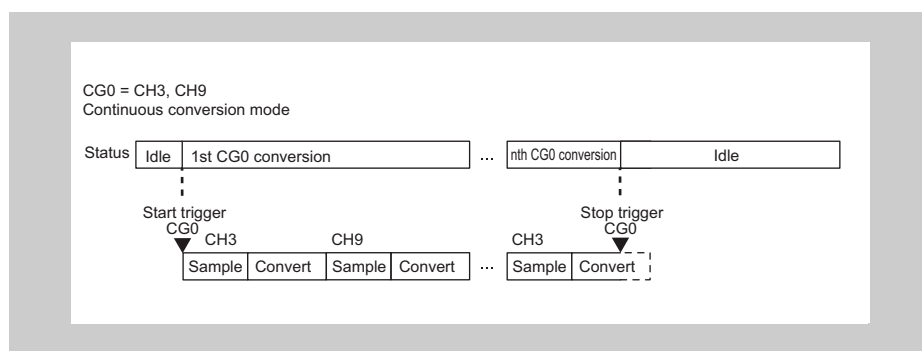 CG0 = CH3, CH9
Continuous conversion mode
Status Idle 1st CG0 conversion ... nth CG0 conversion Idle
Start trigger Stop trigger
CG0 CG0
CH3 CH9 CH3
Sample Convert Sample Convert ... Sample Convert